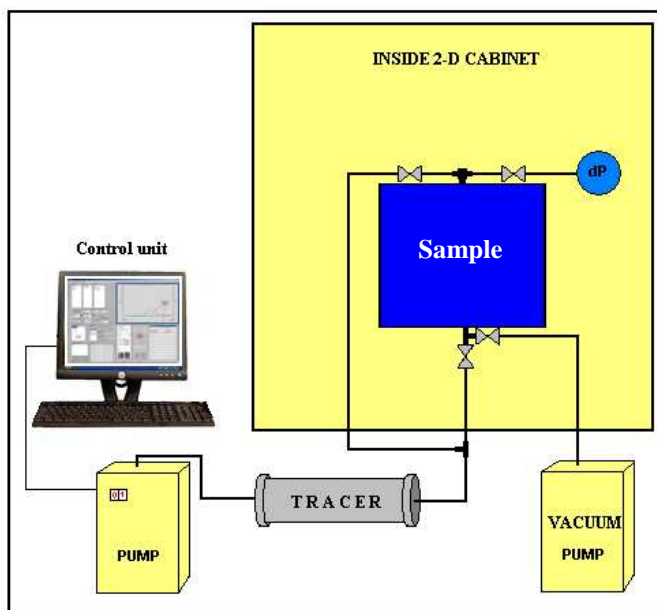 INSIDE 2-D CABINET
dP
Sample
Control unit
TRACER
PUMP
VACUUM
PUMP